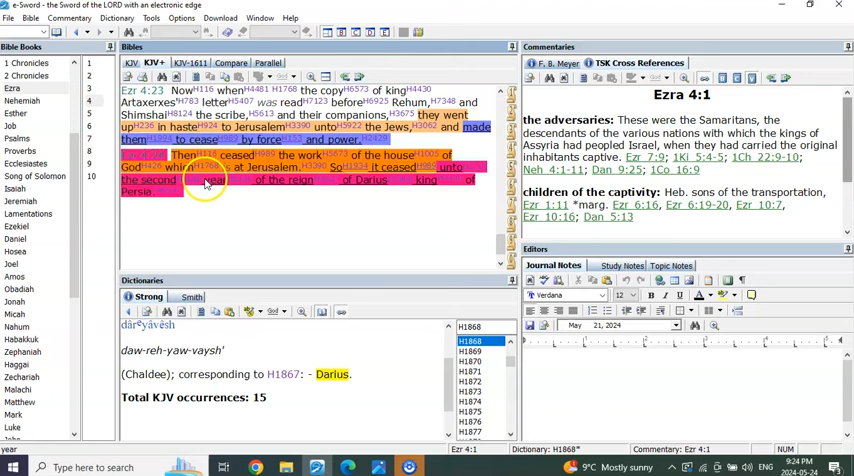 e-Sword - the Sword of the LORD with an electronic edge
File Bible Commentary Dictionary Tools Options Download Window Help
Bible Books
1 Chronicles
2 Chronicles
Ezra
Nehemiah
Esther
Job
Psalms
Proverbs
Ecclesiastes
Song of Solomon
Isaiah
Jeremiah
Lamentations
Ezekiel
Daniel
Hosea
Joel
Amos
Obadiah
Jonah
Micah
Nahum
Habakkuk
Zephaniah
Haggai
Zechariah
Malachi
Matthew
Mark
Luke
1
2
3
4
5
6
7
8
9
10
Bibles
KJV KJV+ KJV-1611 Compare Parallel
Ezr 4:23 Now H116 when H4481 H1768 the copy H6573 of king H4430
Artaxerxes' H783 letter H5407 was read H7123 before H6925 Rehum, H7348 and
Shimshai H8124 the scribe, H5613 and their companions, H3675 they went
up H236 in haste H924 to Jerusalem H3390 unto H5922 the Jews, H3062 and made
them H1994 to cease H989 by force H153 and power. H2429
Then H116 ceased H989 the work H5673 of the house H1005 of
God H426 which H1768 at Jerusalem. H3390 So H1934 it ceased H989 unto
the second year of the reign of Darius king of
Persia.
Dictionaries
Strong Smith
dârᵉyâvêsh
daw-reh-yaw-vaysh'
(Chaldee); corresponding to H1867: - Darius.
Total KJV occurrences: 15
H1868
H1868
H1869
H1870
H1871
H1872
H1873
H1874
H1875
H1876
H1877
Commentaries
F. B. Meyer TSK Cross References
Ezra 4:1
the adversaries: These were the Samaritans, the
descendants of the various nations with which the kings of
Assyria had peopled Israel, when they had carried the original
inhabitants captive. Ezr 7:9; 1Ki 5:4-5; 1Ch 22:9-10;
Neh 4:1-11; Dan 9:25; 1Co 16:9
children of the captivity: Heb. sons of the transportation,
Ezr 1:11 *marg. Ezr 6:16, Ezr 6:19-20, Ezr 10:7,
Ezr 10:16; Dan 5:13
Editors
Journal Notes Study Notes Topic Notes
Verdana 12 B I U A
May 21, 2024
year
Ezr 4:1 Dictionary: H1868* Commentary: Ezr 4:1 NUM
Type here to search
9°C Mostly sunny
ENG
9:24 PM
2024-05-24